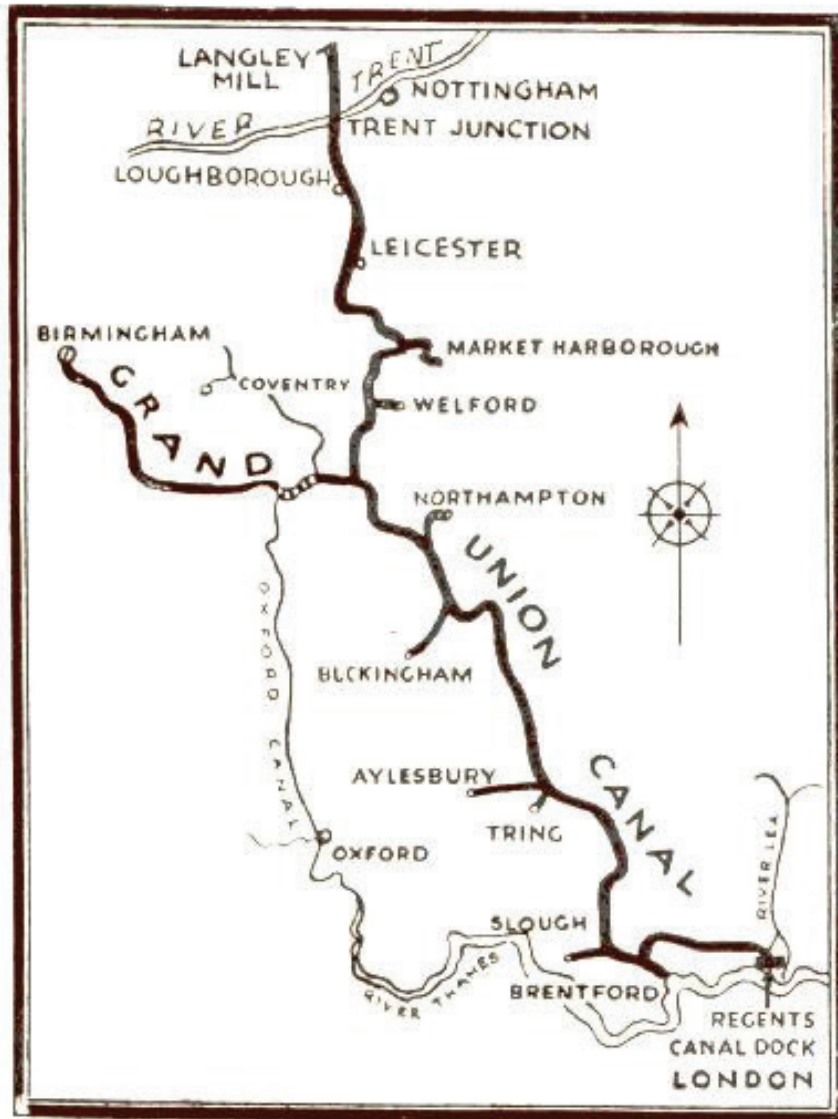 LANGLEY
MILL
RIVER TRENT
NOTTINGHAM
TRENT JUNCTION
LOUGHBOROUGH
LEICESTER
BIRMINGHAM
MARKET HARBOROUGH
COVENTRY
WELFORD
GRAND UNION CANAL
NORTHAMPTON
OXFORD CANAL
BUCKINGHAM
AYLESBURY
TRING
OXFORD
RIVER LEA
SLOUGH
RIVER THAMES
BRENTFORD
REGENTS
CANAL DOCK
LONDON